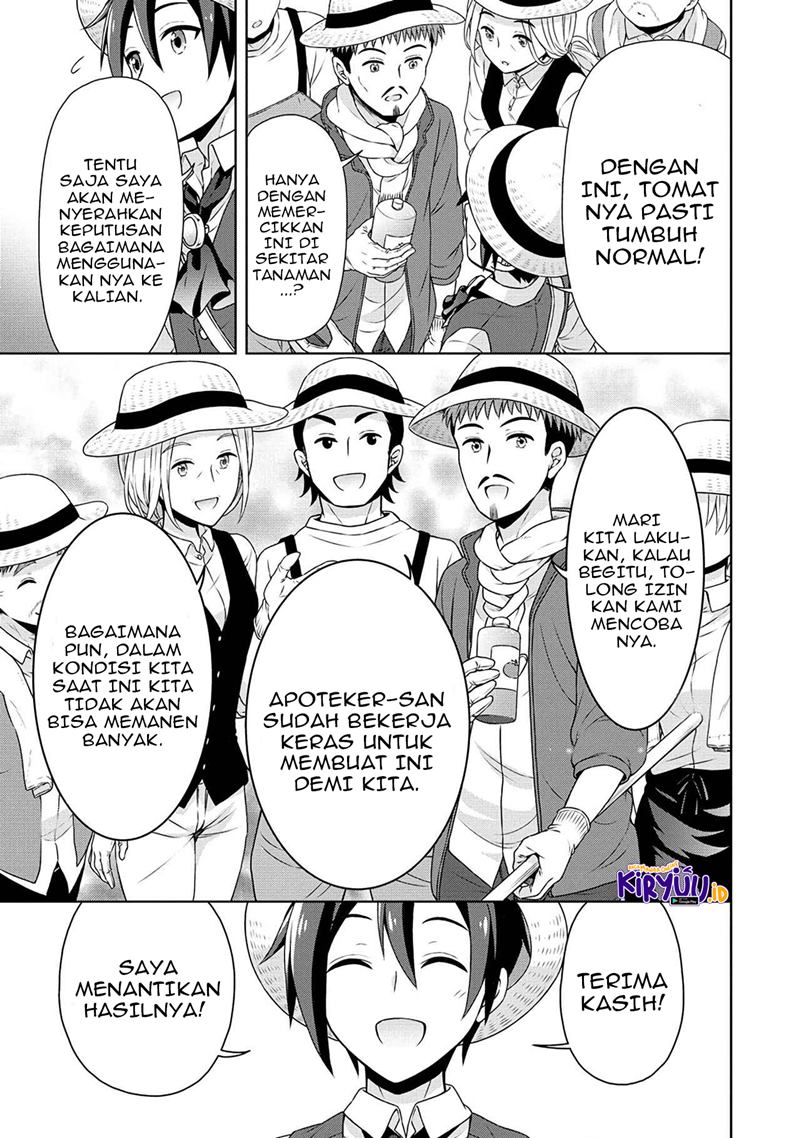 DENGAN
INI, TOMAT
NYA PASTI
TUMBUH
NORMAL!
HANYA
DENGAN
MEMER-
CIKKAN
INI DI
SEKITAR
TANAMAN
...?
TENTU
SAJA SAYA
AKAN ME-
NYERAHKAN
KEPUTUSAN
BAGAIMANA
MENGGUNA-
KAN NYA KE
KALIAN.
MARI
KITA LAKU-
KAN, KALAU
BEGITU, TO-
LONG IZIN
KAN KAMI
MENCOBA
NYA.
APOTEKER-SAN
SUDAH BEKERJA
KERAS UNTUK
MEMBUAT INI
DEMI KITA.
BAGAIMANA
PUN, DALAM
KONDISI KITA
SAAT INI KITA
TIDAK AKAN
BISA MEMANEN
BANYAK.
KIRYUU.ID
TERIMA
KASIH!
SAYA
MENANTIKAN
HASILNYA!